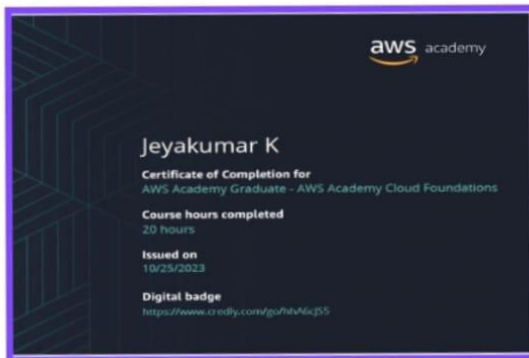 aws academy
Jeyakumar K
Certificate of Completion for
AWS Academy Graduate - AWS Academy Cloud Foundations
Course hours completed
20 hours
Issued on
10/25/2023
Digital badge